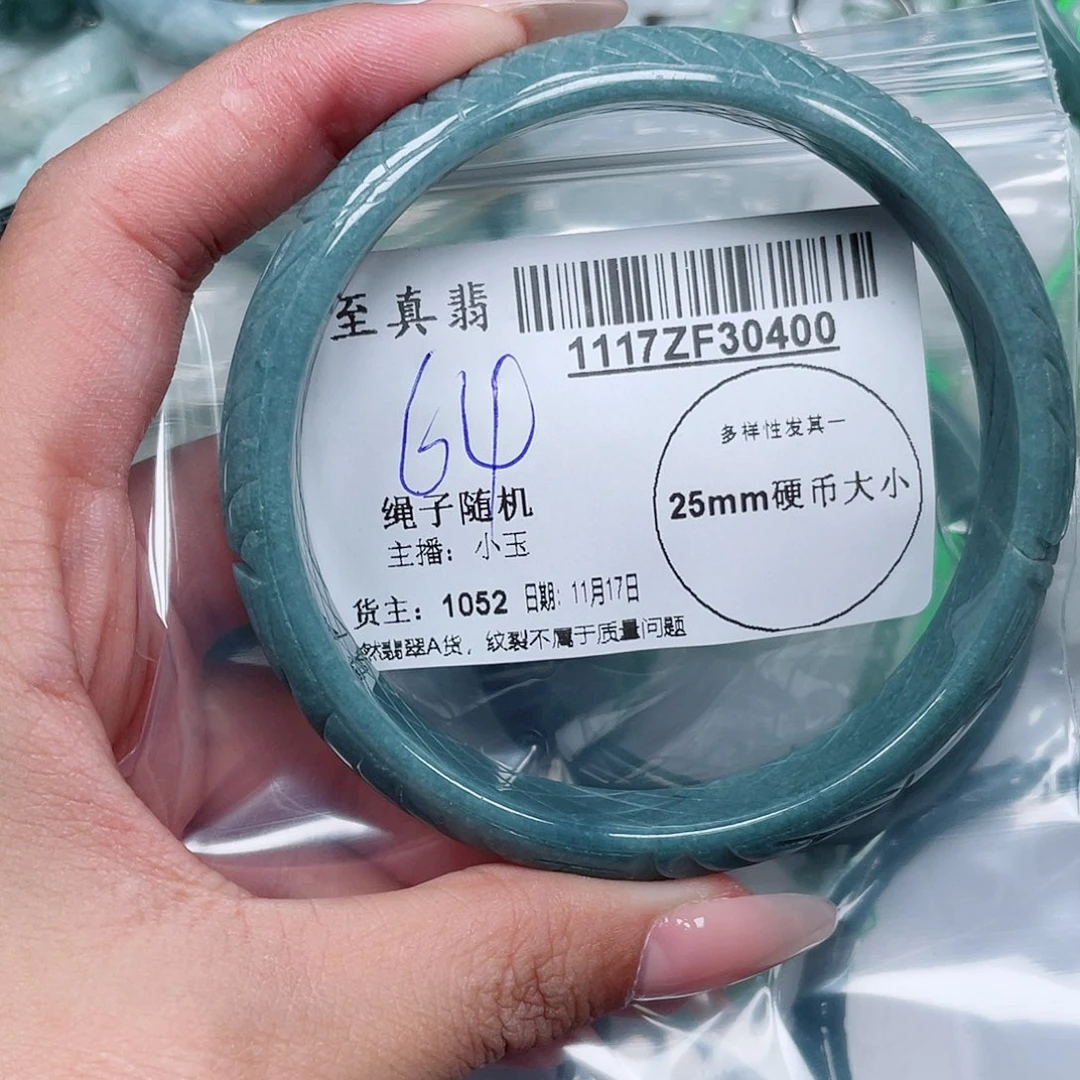 至真翡
1117ZF30400
64
多样性发其一
25mm硬币大小
绳子随机
主播：小玉
货主：1052 日期：11月17日
然翡翠A货，纹裂不属于质量问题